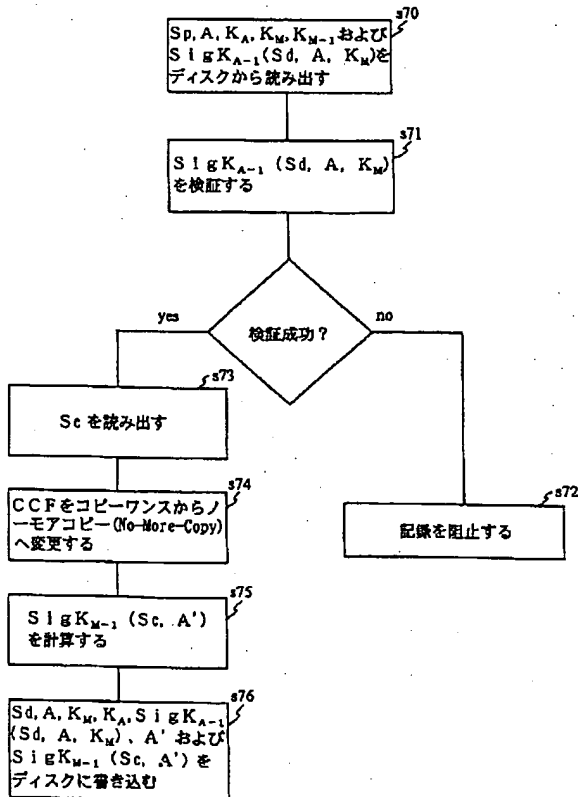 s70
Sp, A, K_A, K_M, K_M-1 および
SigK_A-1 (Sd, A, K_M)を
ディスクから読み出す
s71
SigK_A-1 (Sd, A, K_M)
を検証する
検証成功？
yes
no
s73
Scを読み出す
s74
CCFをコピーワンスからノ
ーモアコピー(No-More-Copy)
へ変更する
s72
記録を阻止する
s75
SigK_M-1 (Sc, A')
を計算する
s76
Sd, A, K_M, K_A, SigK_A-1
(Sd, A, K_M)、A' および
SigK_M-1 (Sc, A') を
ディスクに書き込む